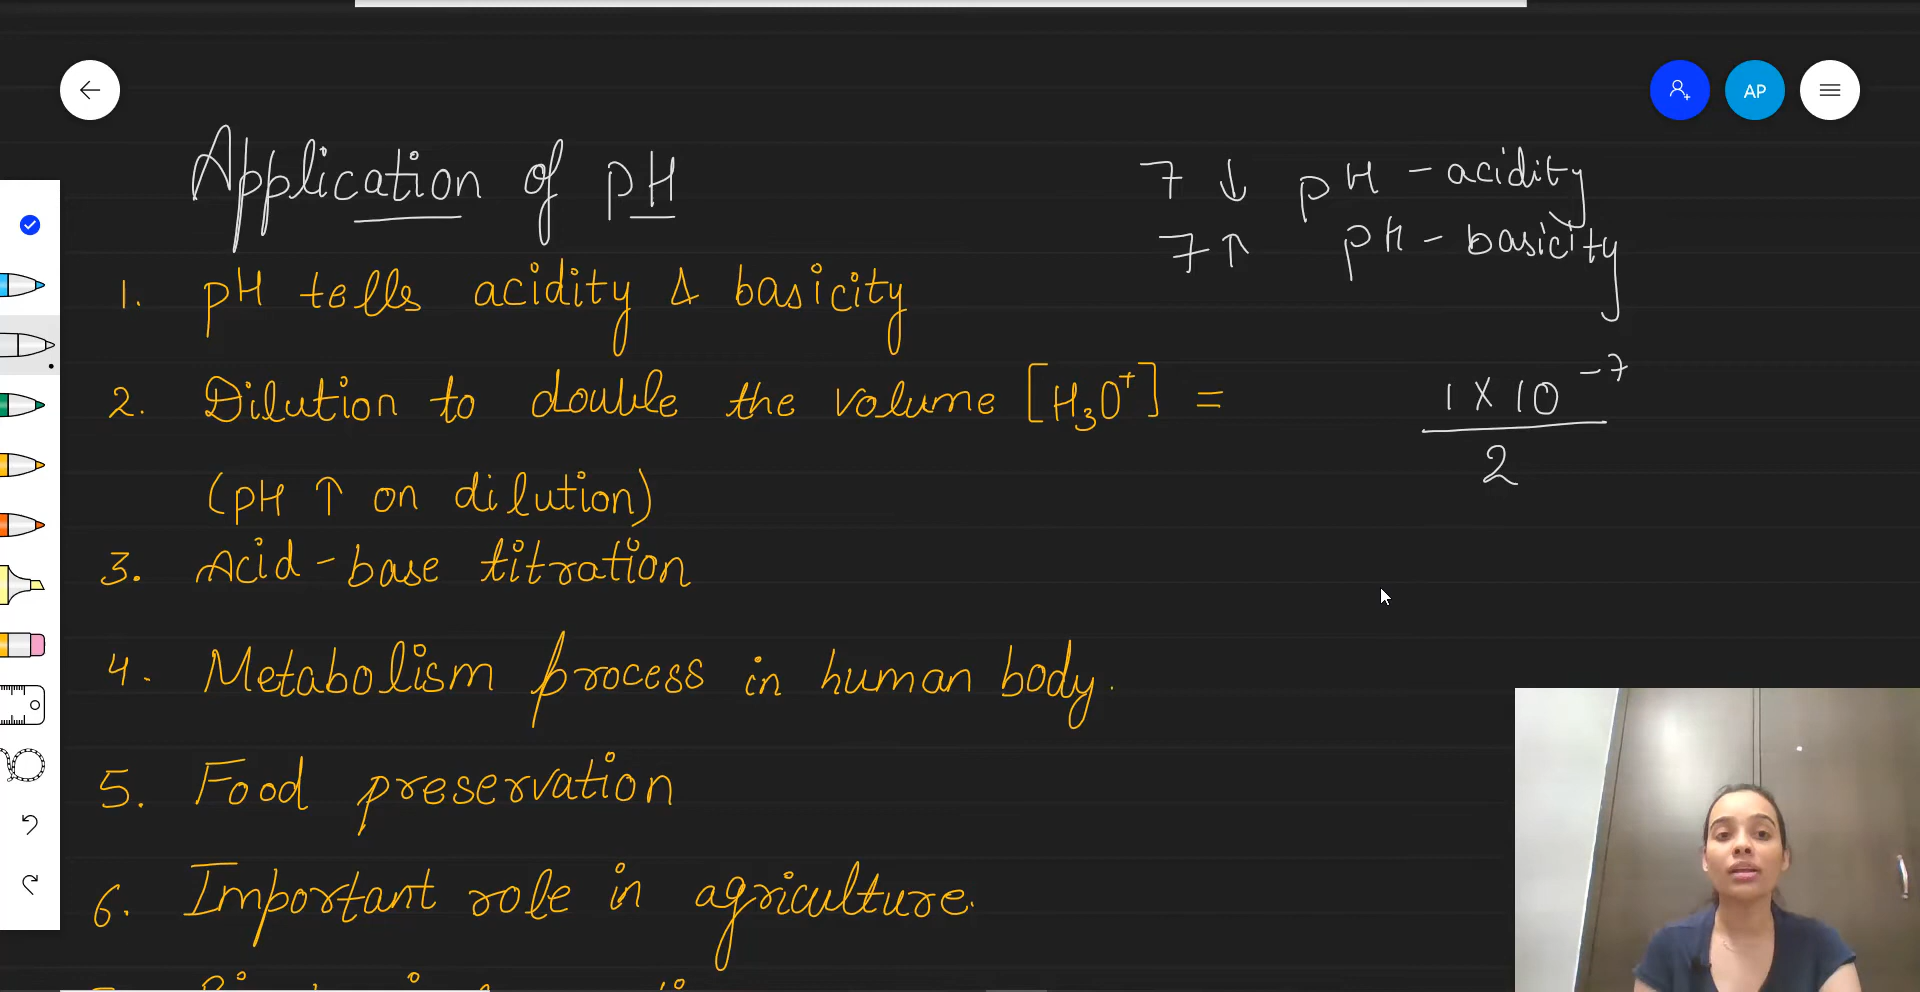 AP
Application of pH
7 ↓ pH - acidity
7 ↑ pH - basicity
1. pH tells acidity & basicity
2. Dilution to double the volume [H₃O⁺] = 1 × 10⁻⁷ / 2
(pH ↑ on dilution)
3. Acid-base titration
4. Metabolism process in human body.
5. Food preservation
6. Important role in agriculture.